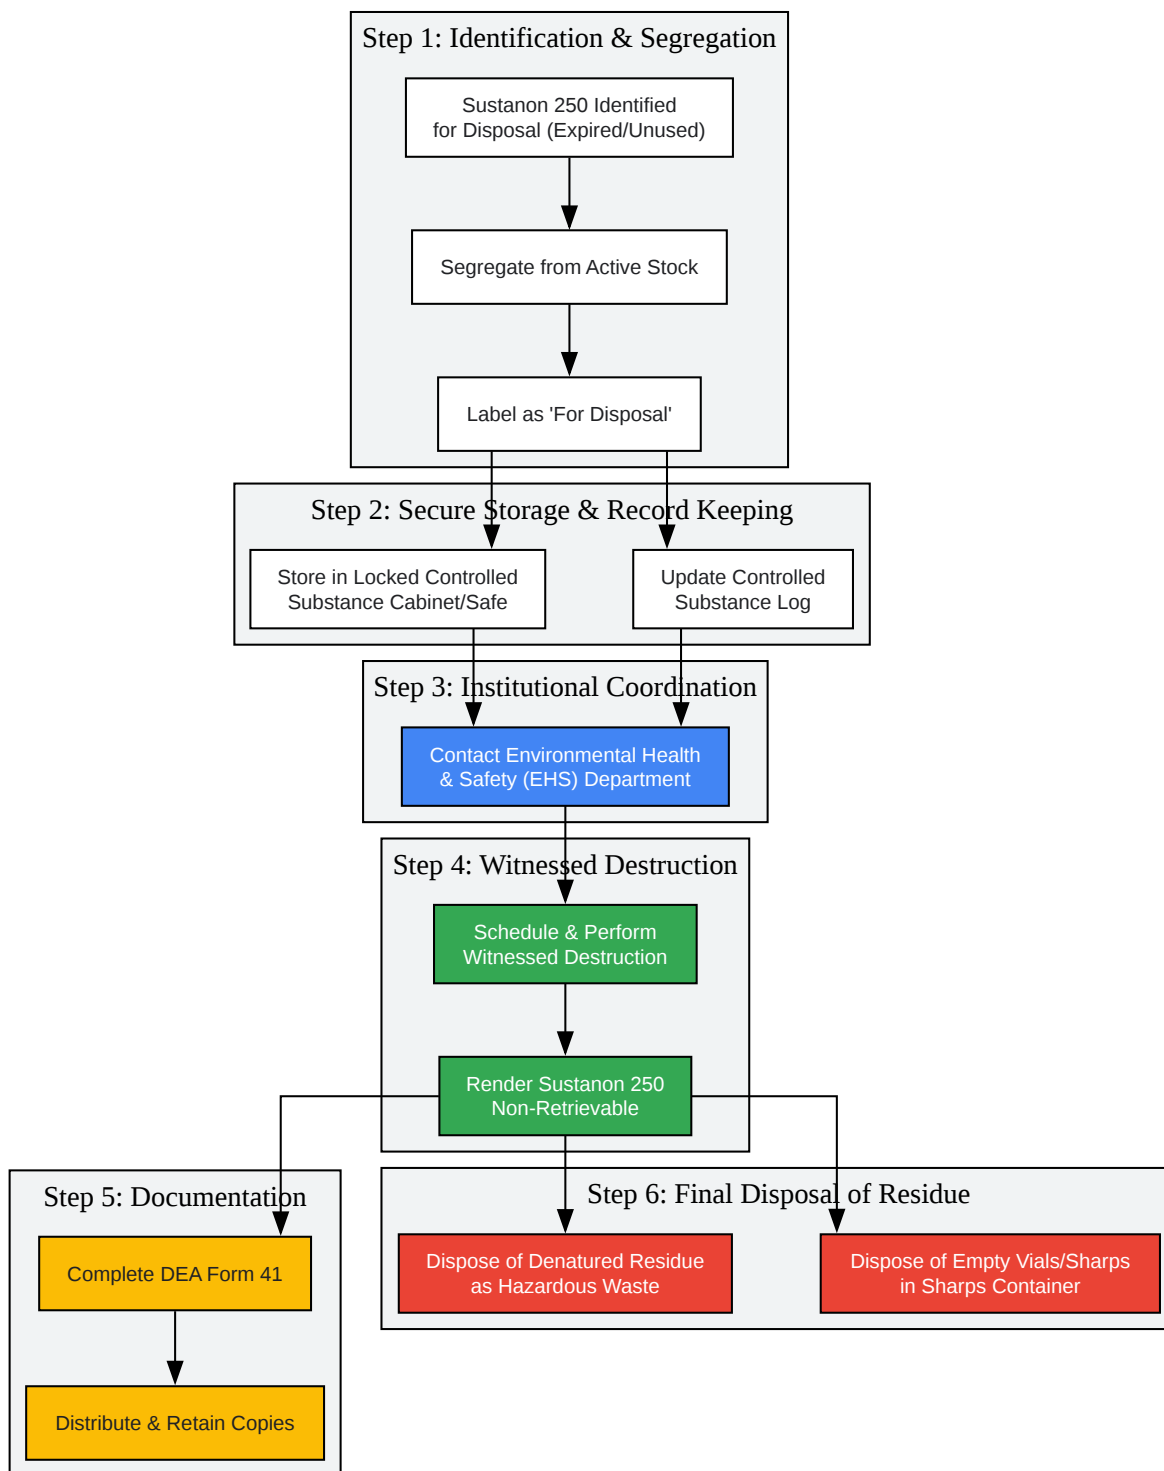 Step 1: Identification & Segregation
Sustanon 250 Identified
for Disposal (Expired/Unused)
Segregate from Active Stock
Label as 'For Disposal'
Step 2: Secure Storage & Record Keeping
Store in Locked Controlled
Substance Cabinet/Safe
Update Controlled
Substance Log
Step 3: Institutional Coordination
Contact Environmental Health
& Safety (EHS) Department
Step 4: Witnessed Destruction
Schedule & Perform
Witnessed Destruction
Render Sustanon 250
Non-Retrievable
Step 5: Documentation
Complete DEA Form 41
Distribute & Retain Copies
Step 6: Final Disposal of Residue
Dispose of Denatured Residue
as Hazardous Waste
Dispose of Empty Vials/Sharps
in Sharps Container